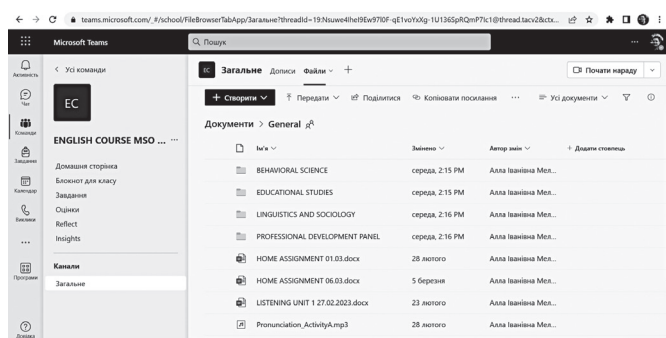 teams.microsoft.com/_#/school/FileBrowserTabApp/Загальне?threadId=19:Nsuwe4IheI9Ew97I0F-qE1voYxXg-1U136SpRQmP7Ic1@thread.tacv2&ctx...
Microsoft Teams
Пошук
Активність
Чат
Команди
Завдання
Календар
Виклики
Програми
Довідка
Усі команди
EC
ENGLISH COURSE MSO ...
Домашня сторінка
Блокнот для класу
Завдання
Оцінки
Reflect
Insights
Канали
Загальне
EC Загальне Дописи Файли + Почати нараду
+ Створити Передати Поділитися Копіювати посилання ... Усі документи
Документи > General
Ім'я Змінено Автор змін + Додати стовпець
BEHAVIORAL SCIENCE середа, 2:15 PM Алла Іванівна Мел...
EDUCATIONAL STUDIES середа, 2:15 PM Алла Іванівна Мел...
LINGUISTICS AND SOCIOLOGY середа, 2:16 PM Алла Іванівна Мел...
PROFESSIONAL DEVELOPMENT PANEL середа, 2:16 PM Алла Іванівна Мел...
HOME ASSIGNMENT 01.03.docx 28 лютого Алла Іванівна Мел...
HOME ASSIGNMENT 06.03.docx 5 березня Алла Іванівна Мел...
LISTENING UNIT 1 27.02.2023.docx 23 лютого Алла Іванівна Мел...
Pronunciation_ActivityA.mp3 28 лютого Алла Іванівна Мел...